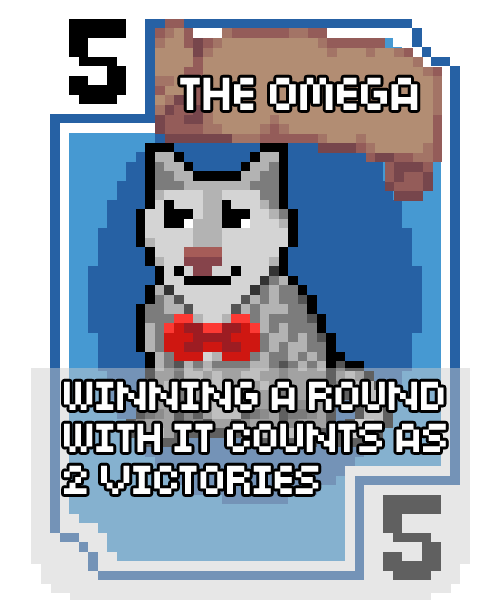 5
THE OMEGA
WINNING A ROUND
WITH IT COUNTS AS
2 VICTORIES
5